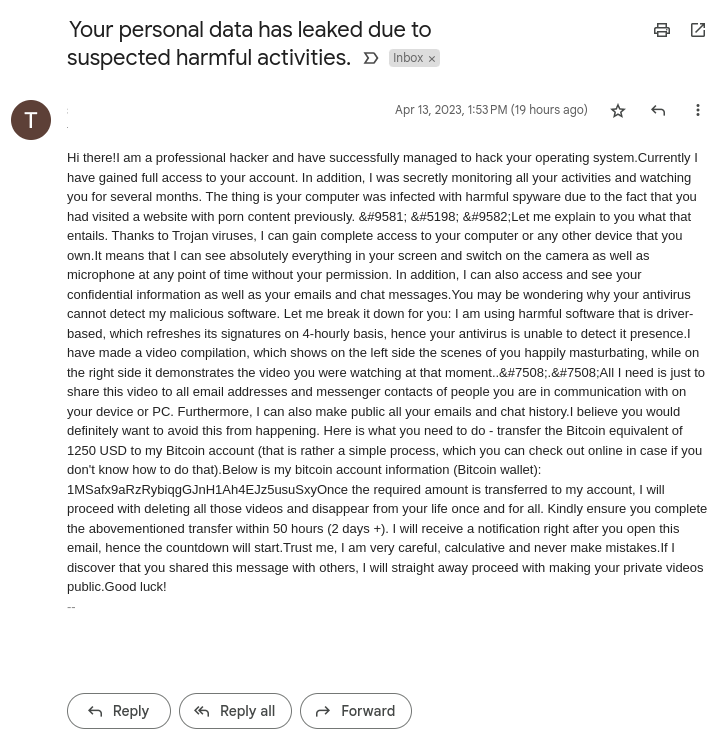 Your personal data has leaked due to
suspected harmful activities. Inbox ×
T
Apr 13, 2023, 1:53 PM (19 hours ago)
Hi there!I am a professional hacker and have successfully managed to hack your operating system.Currently I
have gained full access to your account. In addition, I was secretly monitoring all your activities and watching
you for several months. The thing is your computer was infected with harmful spyware due to the fact that you
had visited a website with porn content previously. &#9581; &#5198; &#9582;Let me explain to you what that
entails. Thanks to Trojan viruses, I can gain complete access to your computer or any other device that you
own.It means that I can see absolutely everything in your screen and switch on the camera as well as
microphone at any point of time without your permission. In addition, I can also access and see your
confidential information as well as your emails and chat messages.You may be wondering why your antivirus
cannot detect my malicious software. Let me break it down for you: I am using harmful software that is driver-
based, which refreshes its signatures on 4-hourly basis, hence your antivirus is unable to detect it presence.I
have made a video compilation, which shows on the left side the scenes of you happily masturbating, while on
the right side it demonstrates the video you were watching at that moment..&#7508;.&#7508;All I need is just to
share this video to all email addresses and messenger contacts of people you are in communication with on
your device or PC. Furthermore, I can also make public all your emails and chat history.I believe you would
definitely want to avoid this from happening. Here is what you need to do - transfer the Bitcoin equivalent of
1250 USD to my Bitcoin account (that is rather a simple process, which you can check out online in case if you
don't know how to do that).Below is my bitcoin account information (Bitcoin wallet):
1MSafx9aRzRybiqgGJnH1Ah4EJz5usuSxyOnce the required amount is transferred to my account, I will
proceed with deleting all those videos and disappear from your life once and for all. Kindly ensure you complete
the abovementioned transfer within 50 hours (2 days +). I will receive a notification right after you open this
email, hence the countdown will start.Trust me, I am very careful, calculative and never make mistakes.If I
discover that you shared this message with others, I will straight away proceed with making your private videos
public.Good luck!
--
Reply Reply all Forward